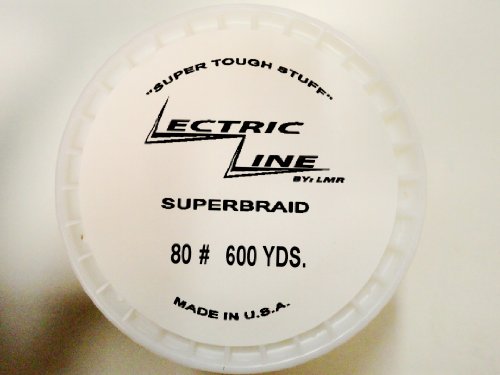 "SUPER TOUGH STUFF"
LECTRIC
LINE
BY: LMR
SUPERBRAID
80 # 600 YDS.
MADE IN U.S.A.